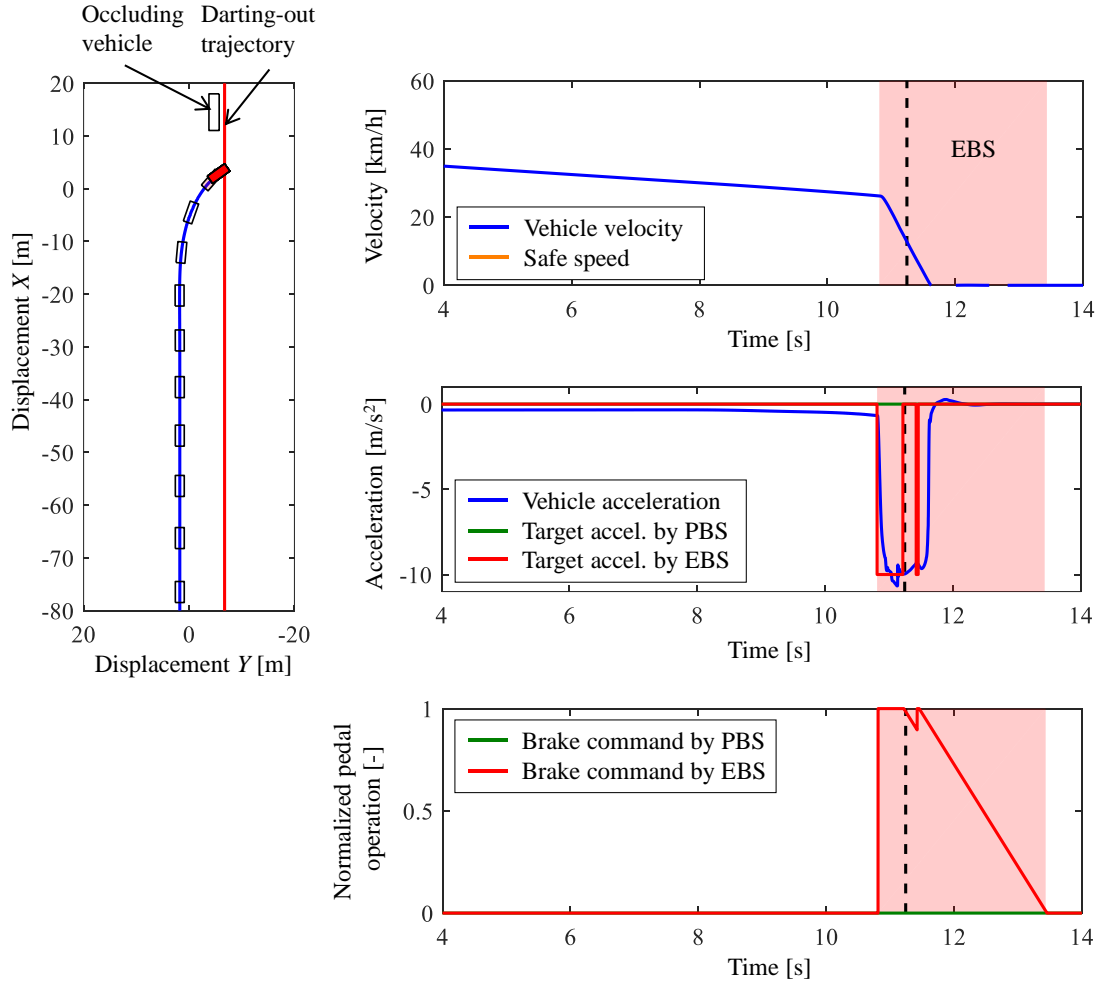 Occluding
vehicle
Darting-out
trajectory
20
10
0
-10
-20
-30
-40
-50
-60
-70
-80
20
0
-20
Displacement X [m]
Displacement Y [m]
60
40
20
0
4
6
8
10
12
14
Velocity [km/h]
Time [s]
EBS
Vehicle velocity
Safe speed
0
-5
-10
4
6
8
10
12
14
Acceleration [m/s²]
Time [s]
Vehicle acceleration
Target accel. by PBS
Target accel. by EBS
1
0.5
0
4
6
8
10
12
14
Normalized pedal
operation [-]
Time [s]
Brake command by PBS
Brake command by EBS